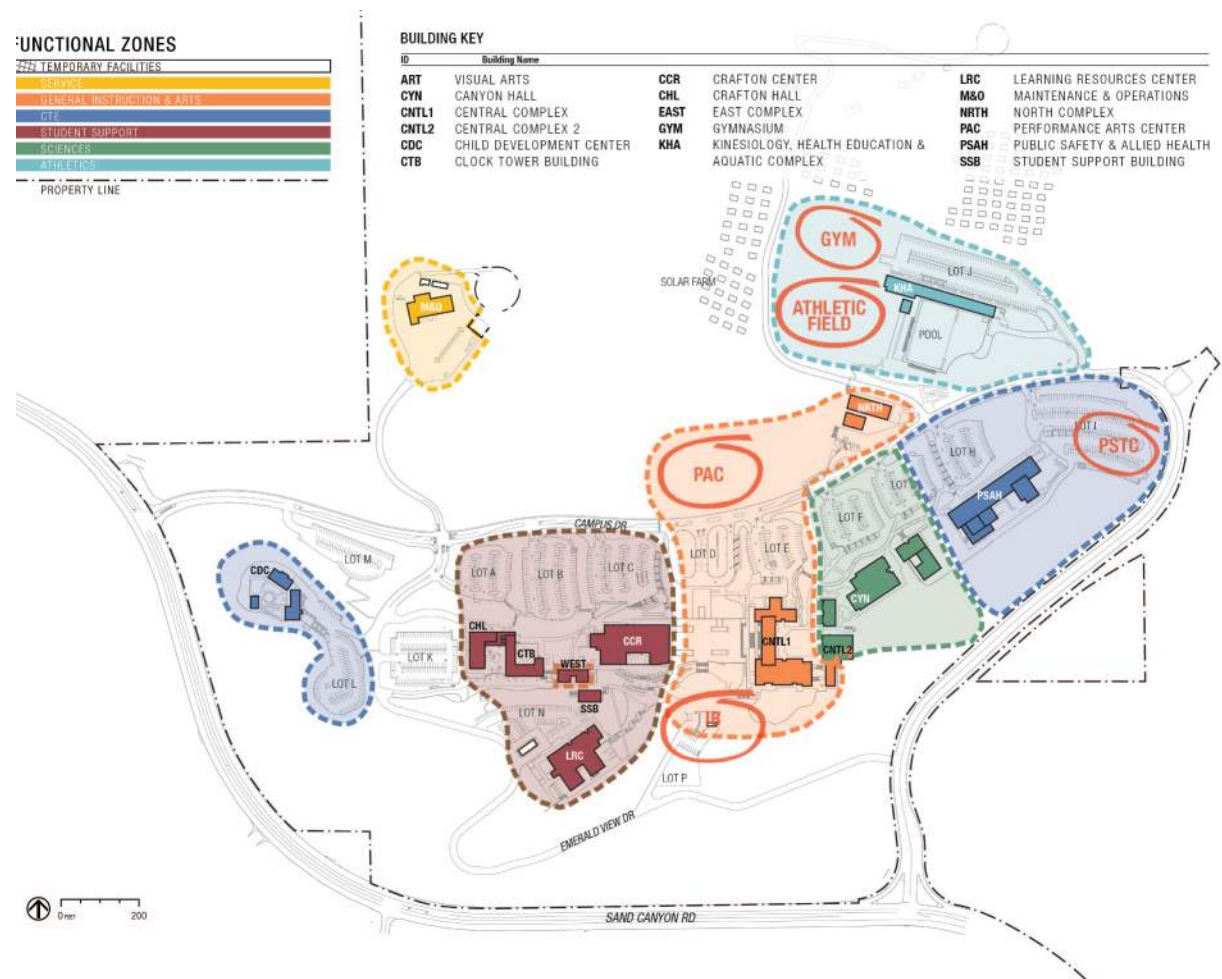 FUNCTIONAL ZONES
TEMPORARY FACILITIES
SERVICE
GENERAL INSTRUCTION & ARTS
CTE
STUDENT SUPPORT
SCIENCES
ATHLETICS
PROPERTY LINE
BUILDING KEY
ID Building Name
ART VISUAL ARTS
CYN CANYON HALL
CNTL1 CENTRAL COMPLEX
CNTL2 CENTRAL COMPLEX 2
CDC CHILD DEVELOPMENT CENTER
CTB CLOCK TOWER BUILDING
CCR CRAFTON CENTER
CHL CRAFTON HALL
EAST EAST COMPLEX
GYM GYMNASIUM
KHA KINESIOLOGY, HEALTH EDUCATION &
AQUATIC COMPLEX
LRC LEARNING RESOURCES CENTER
M&O MAINTENANCE & OPERATIONS
NRTH NORTH COMPLEX
PAC PERFORMANCE ARTS CENTER
PSAH PUBLIC SAFETY & ALLIED HEALTH
SSB STUDENT SUPPORT BUILDING
GYM
LOT J
SOLAR FARM
KHA
ATHLETIC
FIELD
POOL
M&O
NRTH
LOT I
PSTC
LOT H
PAC
PSAH
LOT F
CAMPUS DR
LOT M
LOT A
LOT B
LOT C
LOT D
LOT E
CDC
CYN
CHL
CCR
CTB
WEST
CNTL1
CNTL2
LOT K
LOT L
SSB
LOT N
IB
LRC
LOT P
EMERALD VIEW DR
0 FEET 200
SAND CANYON RD